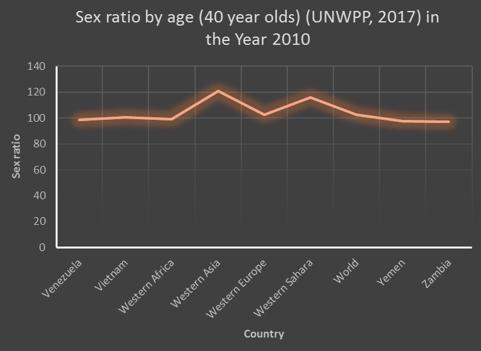 Sex ratio by age (40 year olds) (UNWPP, 2017) in
the Year 2010
140
120
100
80
60
40
20
0
Sex ratio
Venezuela
Vietnam
Western Africa
Western Asia
Western Europe
Western Sahara
World
Yemen
Zambia
Country